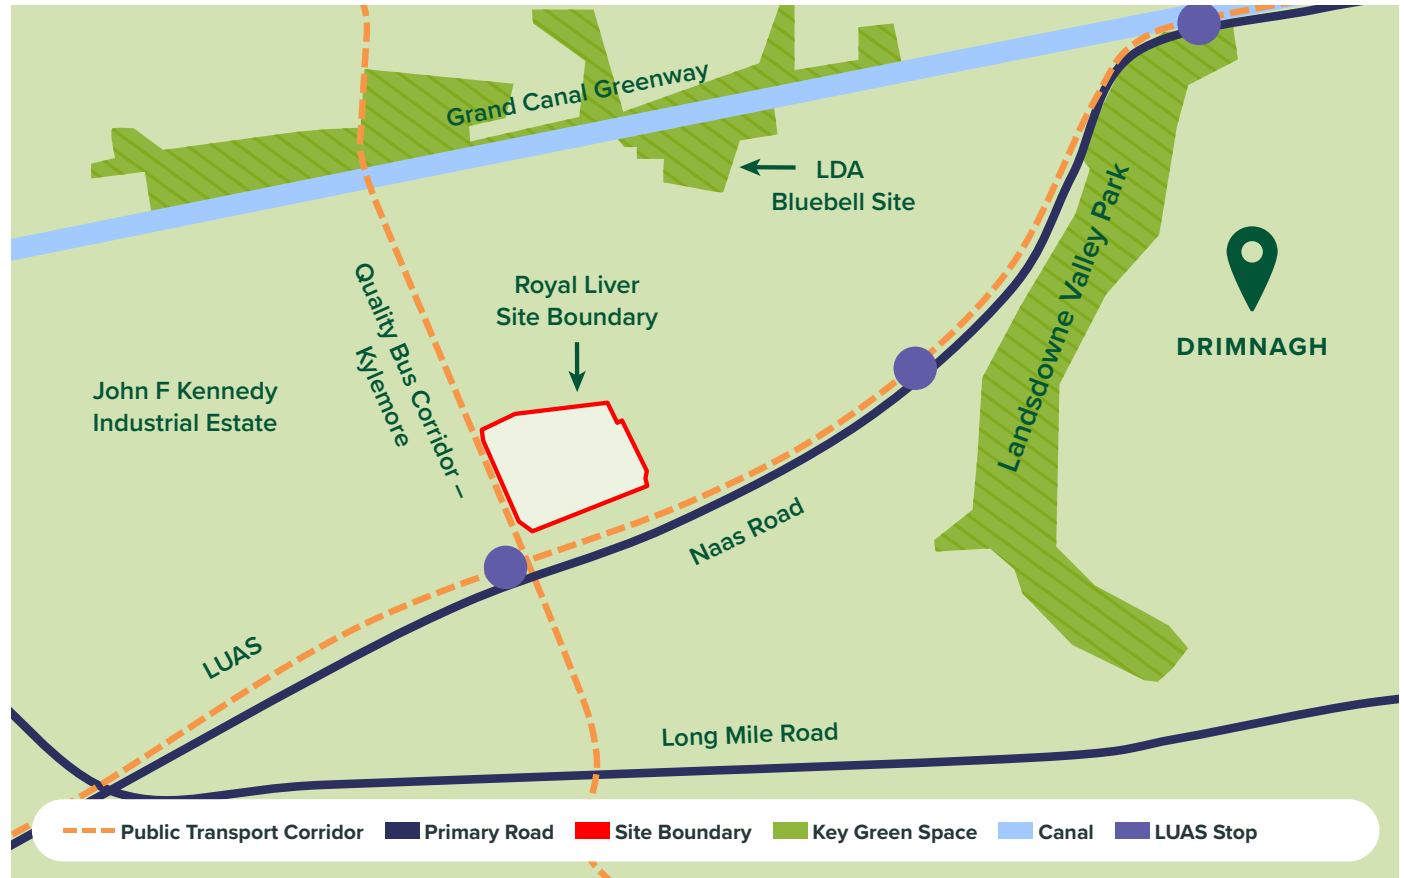 Grand Canal Greenway
LDA
Bluebell Site
Landsdowne Valley Park
Quality Bus Corridor –
Kylemore
Royal Liver
Site Boundary
DRIMNAGH
John F Kennedy
Industrial Estate
Naas Road
LUAS
Long Mile Road
Public Transport Corridor
Primary Road
Site Boundary
Key Green Space
Canal
LUAS Stop